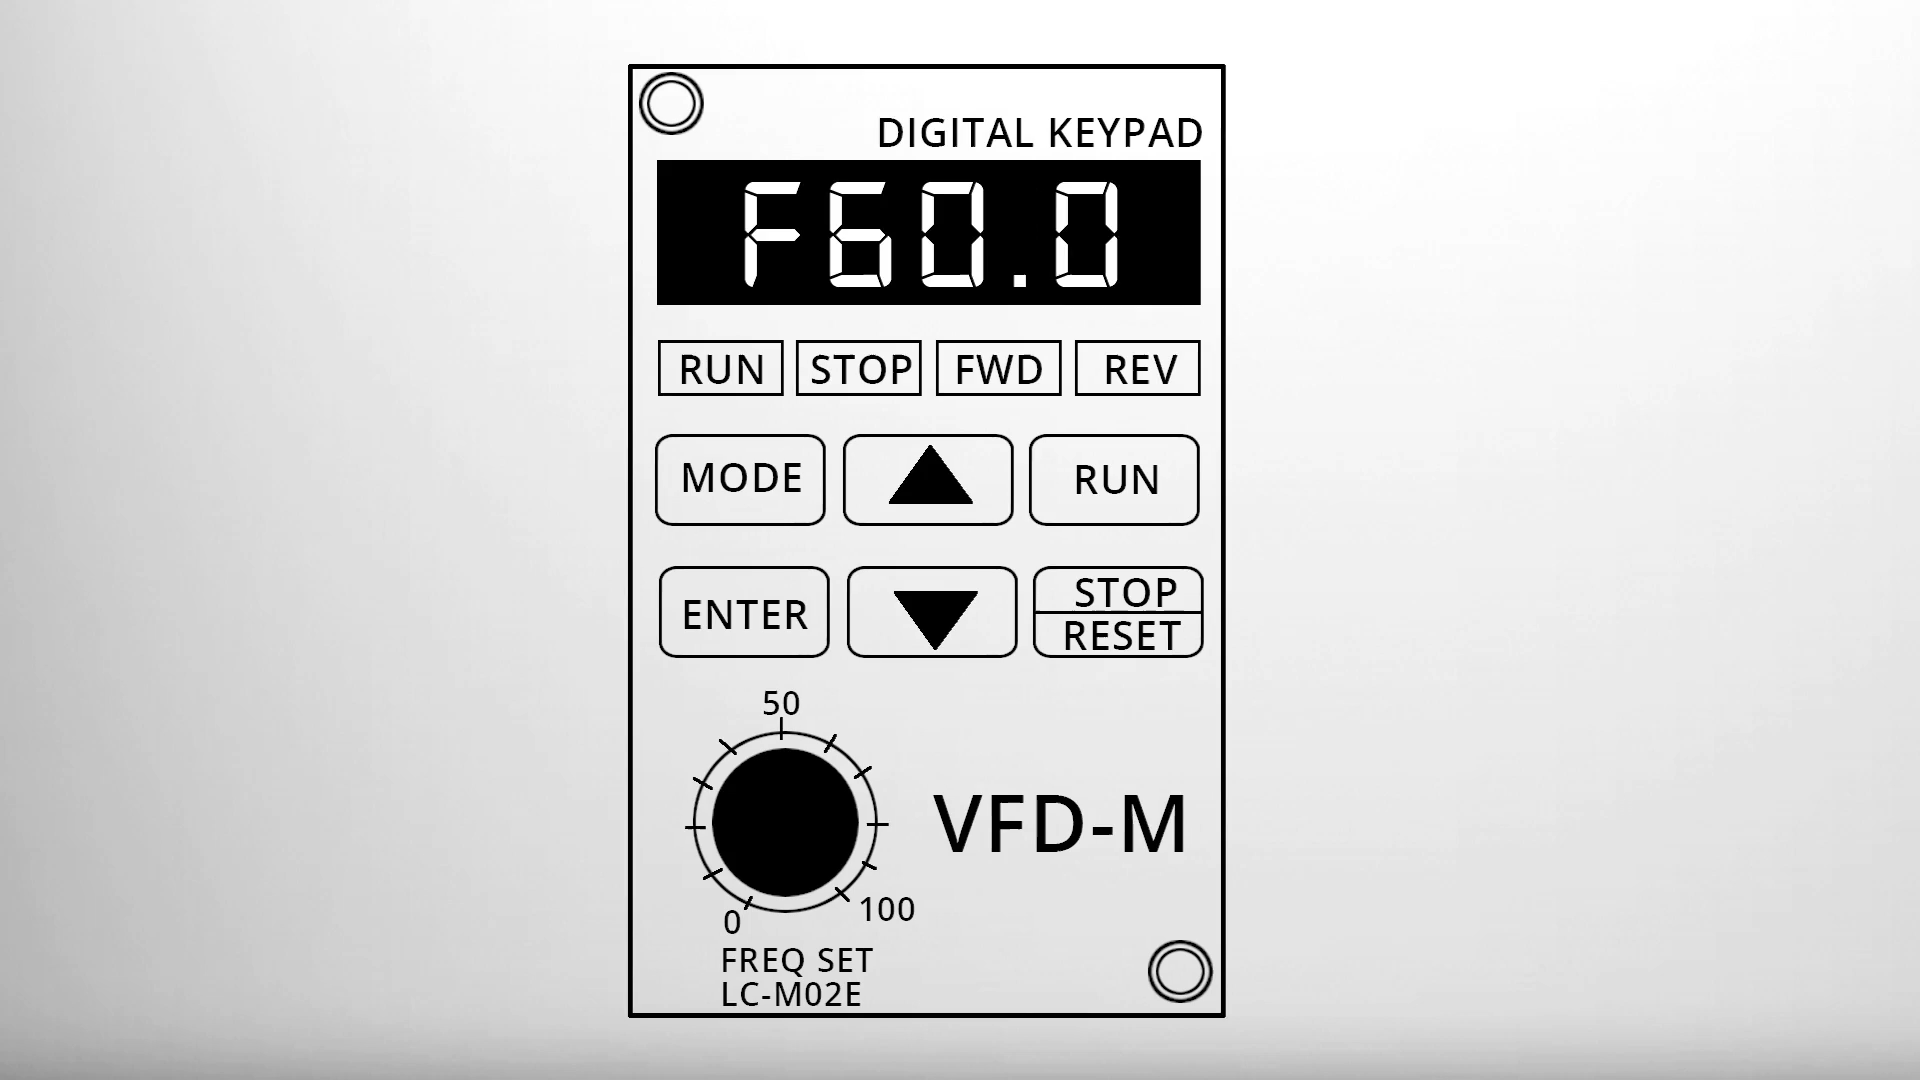 DIGITAL KEYPAD
F60.0
RUN STOP FWD REV
MODE RUN
ENTER STOP
RESET
50
VFD-M
0 100
FREQ SET
LC-M02E